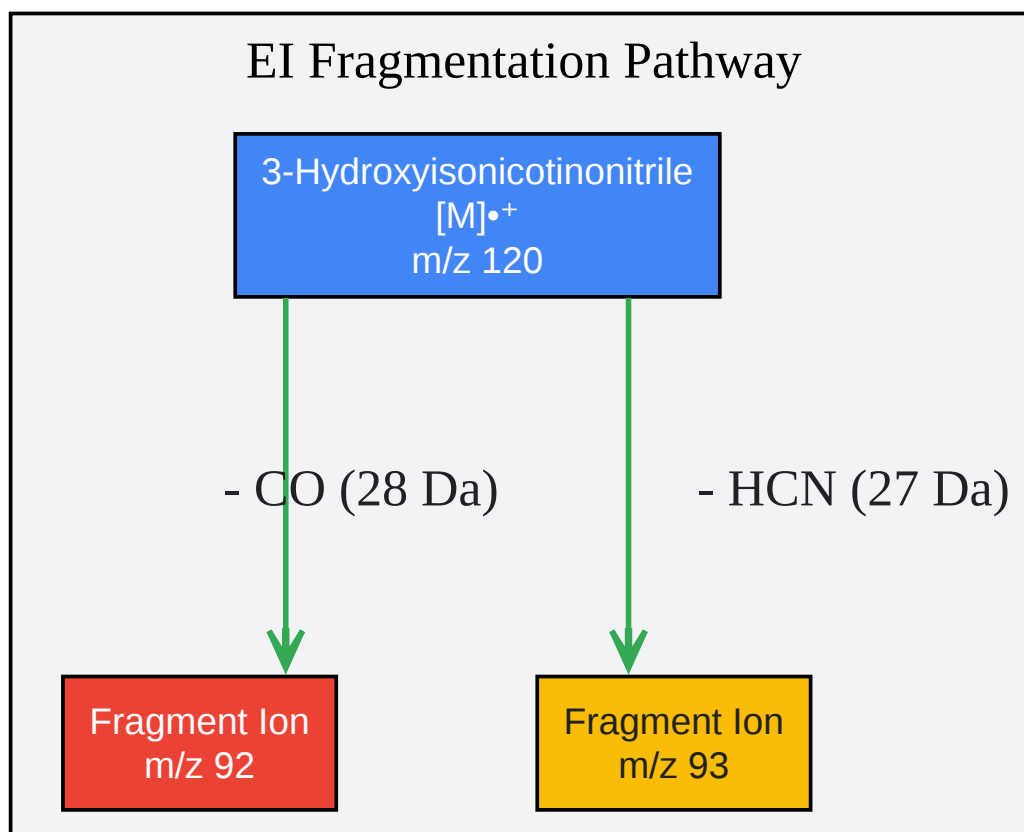 EI Fragmentation Pathway
3-Hydroxyisonicotinonitrile
[M]•⁺
m/z 120
- CO (28 Da)
- HCN (27 Da)
Fragment Ion
m/z 92
Fragment Ion
m/z 93